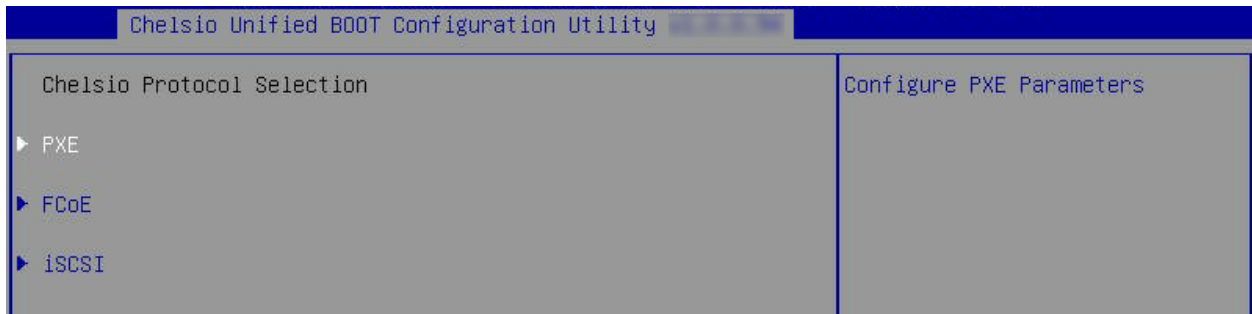 Chelsio Unified BOOT Configuration Utility
Chelsio Protocol Selection
Configure PXE Parameters
PXE
FCoE
iSCSI